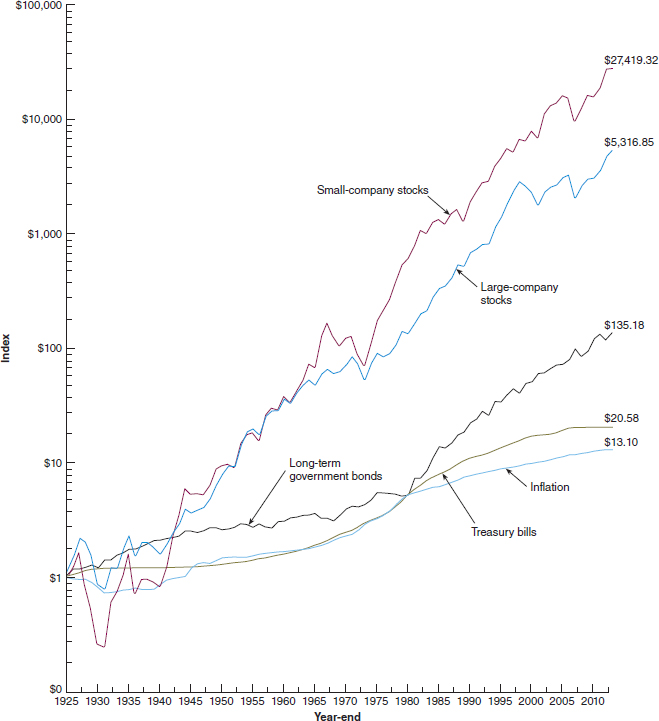 $100,000
$27,419.32
$10,000
$5,316.85
Small-company stocks
$1,000
Large-company
stocks
$135.18
Index
$100
$20.58
$13.10
Long-term
government bonds
$10
Inflation
Treasury bills
$1
$0
1925 1930 1935 1940 1945 1950 1955 1960 1965 1970 1975 1980 1985 1990 1995 2000 2005 2010
Year-end